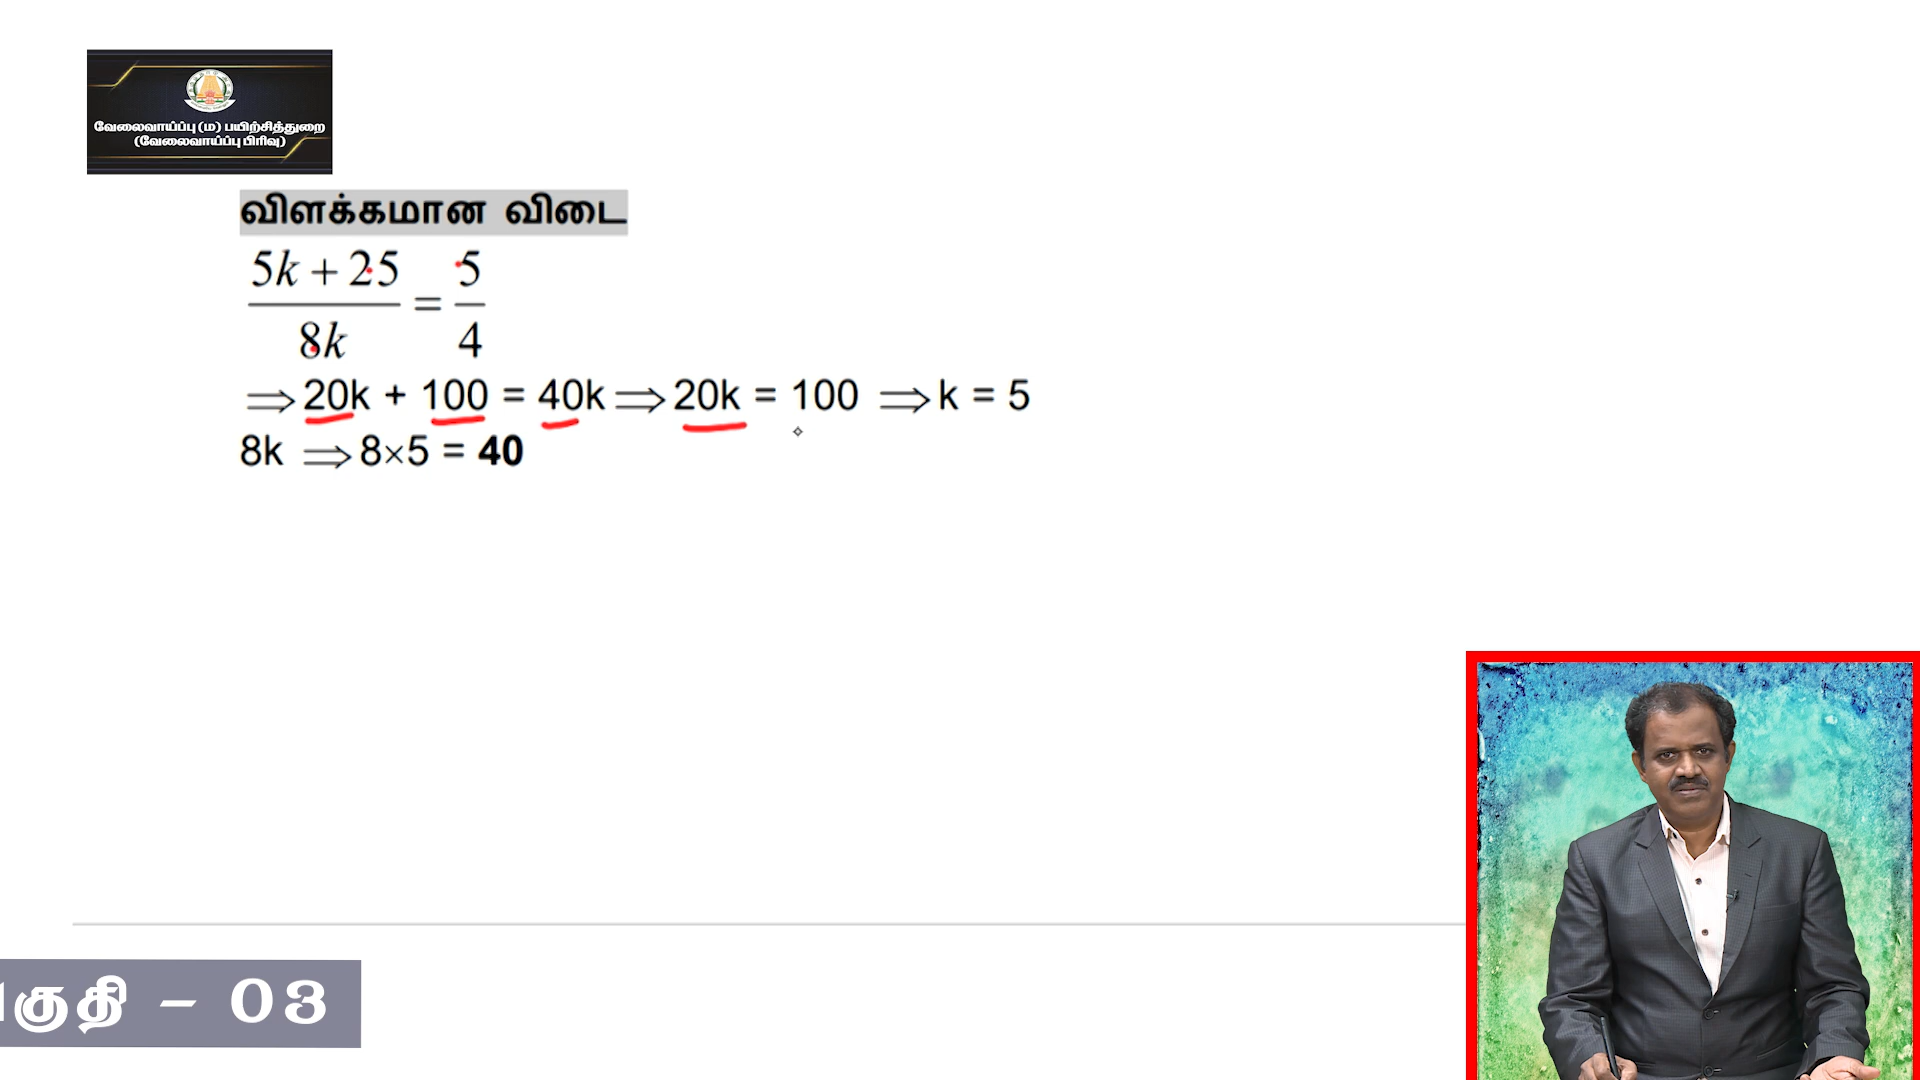 வேலைவாய்ப்பு (ம) பயிற்சித்துறை
(வேலைவாய்ப்பு பிரிவு)
விளக்கமான விடை
5k + 25 / 8k = 5 / 4
⇒ 20k + 100 = 40k ⇒ 20k = 100 ⇒ k = 5
8k ⇒ 8×5 = 40
குதி – 03